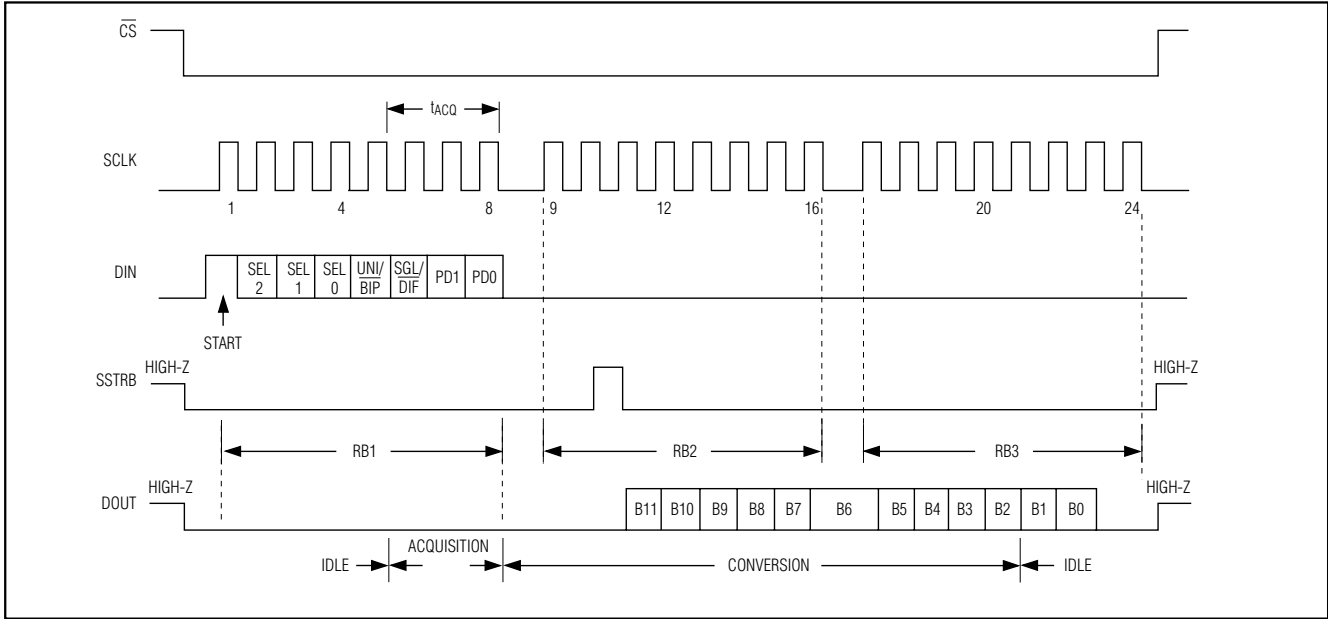 CS
tACQ
SCLK
1 4 8 9 12 16 20 24
DIN
SEL 2
SEL 1
SEL 0
UNI/ BIP
SGL/ DIF
PD1
PD0
START
HIGH-Z
SSTRB
HIGH-Z
RB1 RB2 RB3
HIGH-Z
DOUT
B11 B10 B9 B8 B7 B6 B5 B4 B3 B2 B1 B0
HIGH-Z
IDLE ACQUISITION CONVERSION IDLE